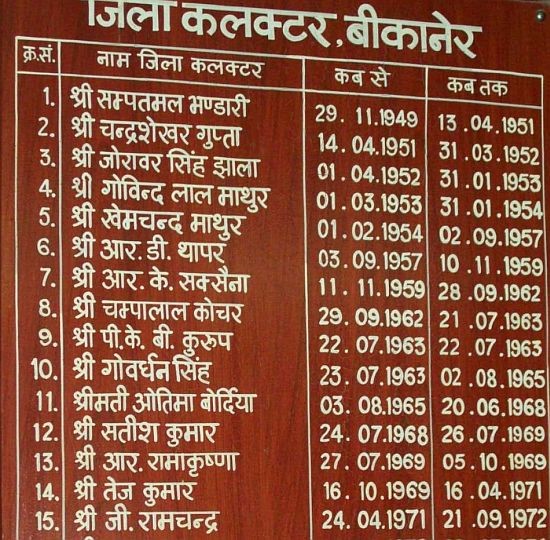 जिला कलक्टर, बीकानेर
क्र.सं. नाम जिला कलक्टर कब से कब तक
1. श्री सम्पतमल भण्डारी 29. 11.1949 13 .04.1951
2. श्री चन्द्रशेखर गुप्ता 14. 04.1951 31 .03.1952
3. श्री जोरावर सिंह झाला 01 .04.1952 31 .01.1953
4. श्री गोविन्द लाल माथुर 01 .03.1953 31 .01.1954
5. श्री खेमचन्द माथुर 01 .02.1954 02 .09.1957
6. श्री आर. डी. थापर 03 .09.1957 10 .11.1959
7. श्री आर. के. सक्सैना 11 . 11.1959 28 .09.1962
8. श्री चम्पालाल कोचर 29. 09.1962 21 .07.1963
9. श्री पी.के. बी. कुरुप 22. 07.1963 22 .07.1963
10. श्री गोवर्धन सिंह 23. 07.1963 02 .08.1965
11. श्रीमती ओतिमा बोर्दिया 03. 08.1965 20 .06.1968
12. श्री सतीश कुमार 24. 07.1968 26 .07.1969
13. श्री आर. रामाकृष्णा 27. 07.1969 05 .10.1969
14. श्री तेज कुमार 16. 10.1969 16 .04.1971
15. श्री जी. रामचन्द्र 24. 04.1971 21 .09.1972